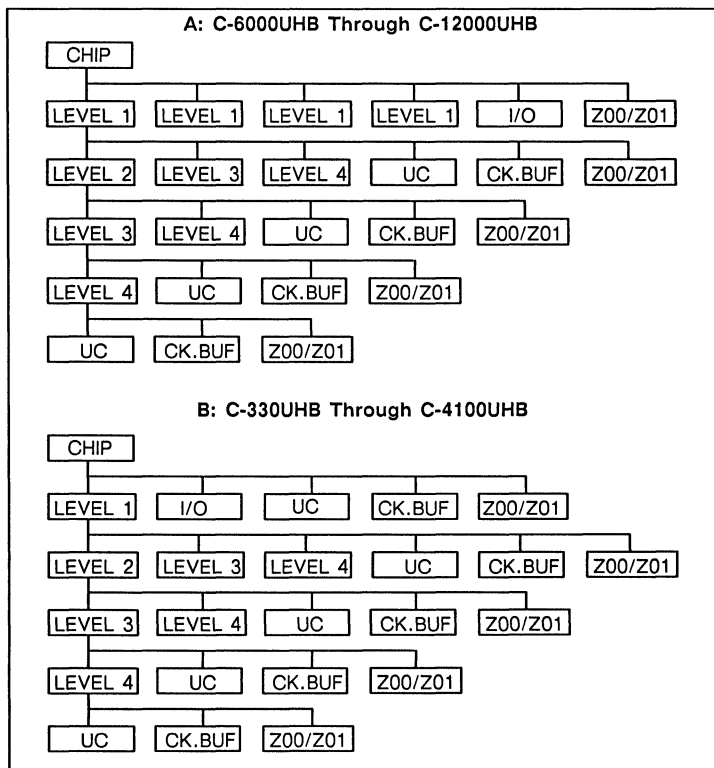 A: C-6000UHB Through C-12000UHB
CHIP
LEVEL 1 LEVEL 1 LEVEL 1 LEVEL 1 I/O Z00/Z01
LEVEL 2 LEVEL 3 LEVEL 4 UC CK.BUF Z00/Z01
LEVEL 3 LEVEL 4 UC CK.BUF Z00/Z01
LEVEL 4 UC CK.BUF Z00/Z01
UC CK.BUF Z00/Z01
B: C-330UHB Through C-4100UHB
CHIP
LEVEL 1 I/O UC CK.BUF Z00/Z01
LEVEL 2 LEVEL 3 LEVEL 4 UC CK.BUF Z00/Z01
LEVEL 3 LEVEL 4 UC CK.BUF Z00/Z01
LEVEL 4 UC CK.BUF Z00/Z01
UC CK.BUF Z00/Z01